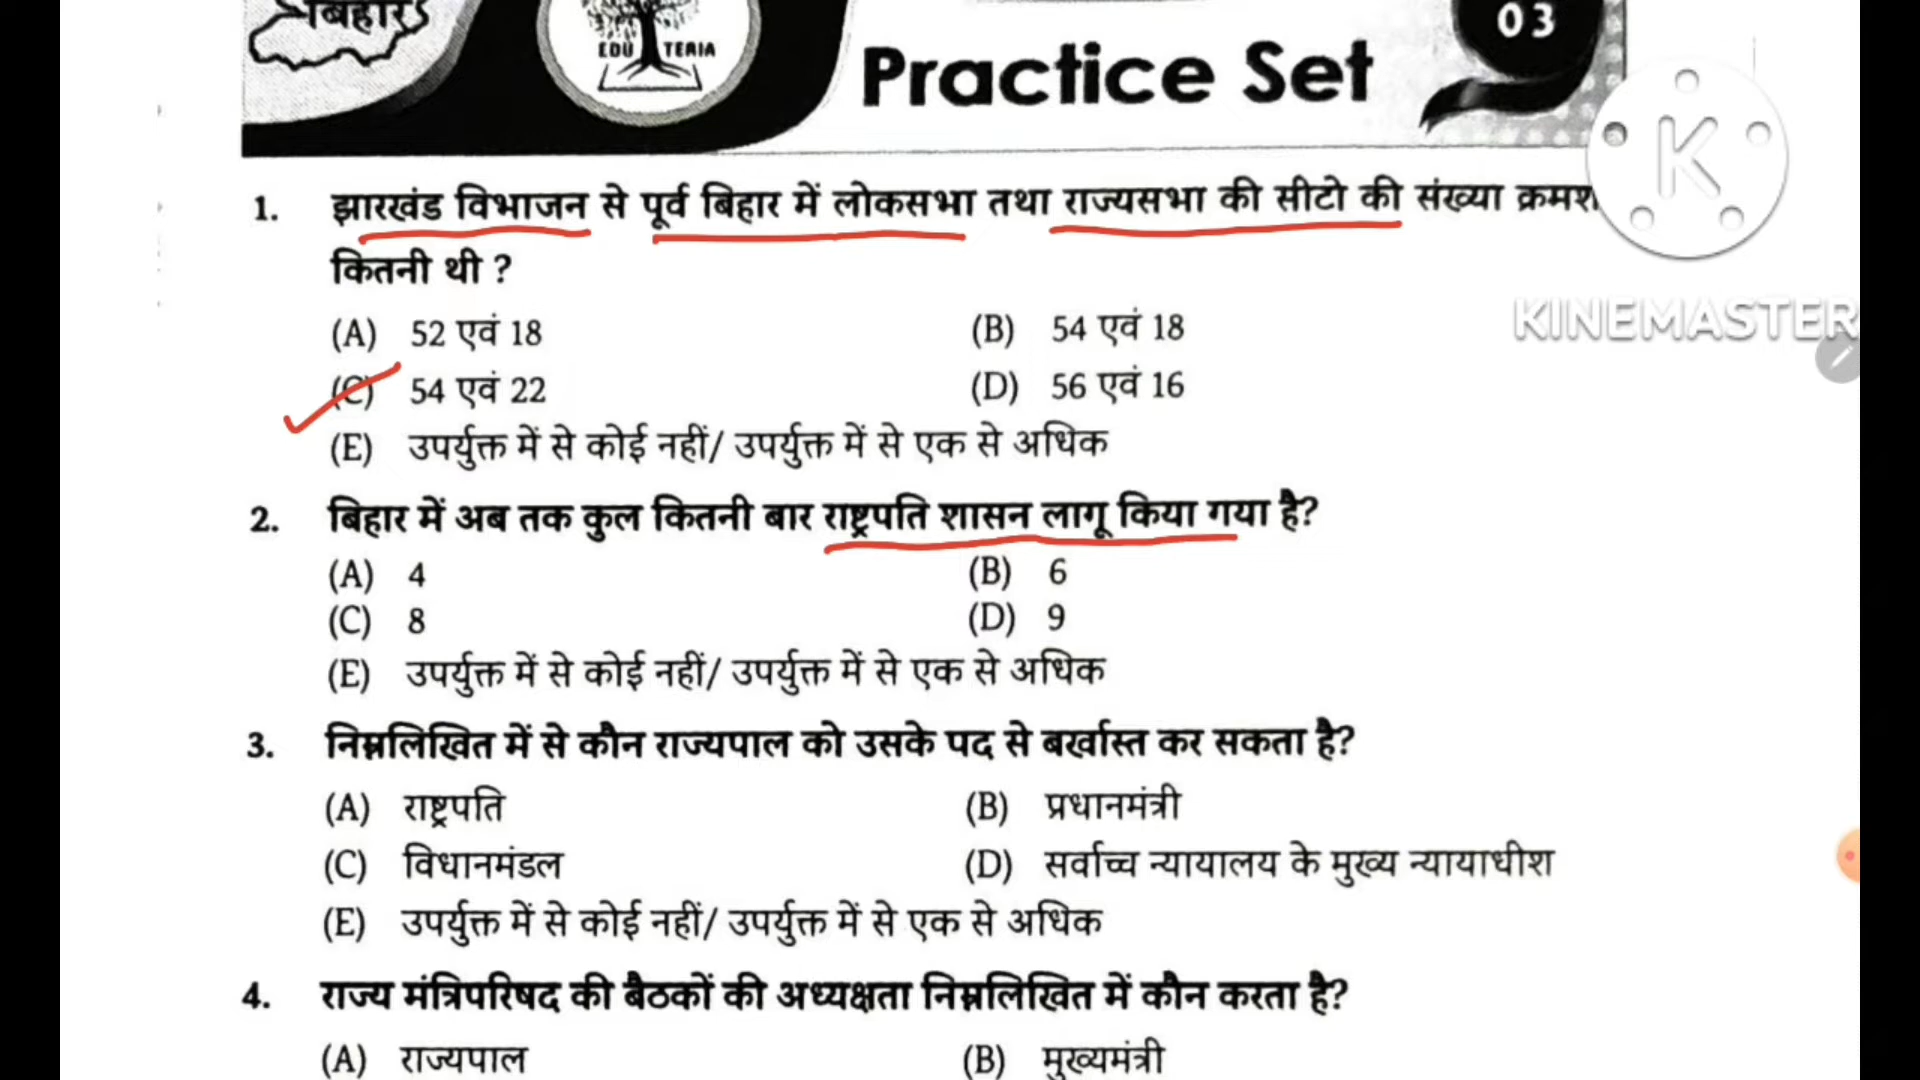 बिहार
EDU TERIA
Practice Set
03
K
KINEMASTER
1. झारखंड विभाजन से पूर्व बिहार में लोकसभा तथा राज्यसभा की सीटो की संख्या क्रमश
कितनी थी ?
(A) 52 एवं 18 (B) 54 एवं 18
(C) 54 एवं 22 (D) 56 एवं 16
(E) उपर्युक्त में से कोई नहीं/ उपर्युक्त में से एक से अधिक
2. बिहार में अब तक कुल कितनी बार राष्ट्रपति शासन लागू किया गया है?
(A) 4 (B) 6
(C) 8 (D) 9
(E) उपर्युक्त में से कोई नहीं/ उपर्युक्त में से एक से अधिक
3. निम्नलिखित में से कौन राज्यपाल को उसके पद से बर्खास्त कर सकता है?
(A) राष्ट्रपति (B) प्रधानमंत्री
(C) विधानमंडल (D) सर्वाच्च न्यायालय के मुख्य न्यायाधीश
(E) उपर्युक्त में से कोई नहीं/ उपर्युक्त में से एक से अधिक
4. राज्य मंत्रिपरिषद की बैठकों की अध्यक्षता निम्नलिखित में कौन करता है?
(A) राज्यपाल (B) मुख्यमंत्री